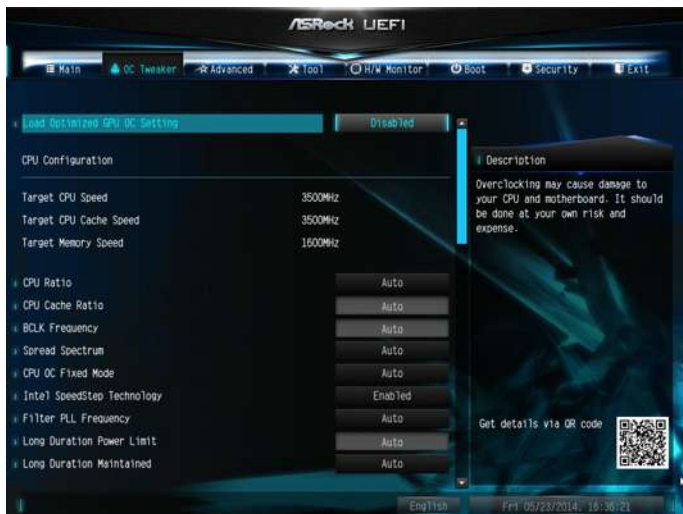 ASRock UEFI
Main OC Tweaker Advanced Tool H/W Monitor Boot Security Exit
Load Optimized GPU OC Setting Disabled
CPU Configuration
Target CPU Speed 3500MHz
Target CPU Cache Speed 3500MHz
Target Memory Speed 1600MHz
CPU Ratio Auto
CPU Cache Ratio Auto
BCLK Frequency Auto
Spread Spectrum Auto
CPU OC Fixed Mode Auto
Intel SpeedStep Technology Enabled
Filter PLL Frequency Auto
Long Duration Power Limit Auto
Long Duration Maintained Auto
Description
Overclocking may cause damage to
your CPU and motherboard. It should
be done at your own risk and
expense.
Get details via QR code
English Fri 05/23/2014. 16:36:21